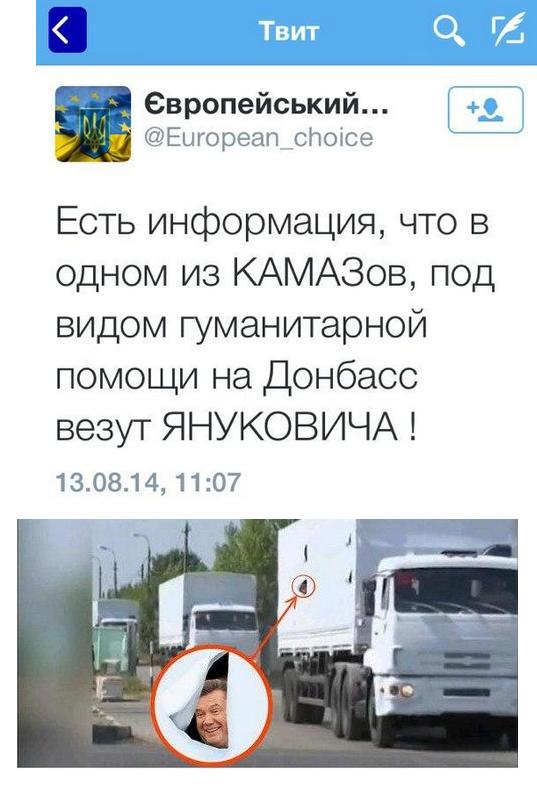 Твит
Європейський...
@European_choice
Есть информация, что в
одном из КАМАЗов, под
видом гуманитарной
помощи на Донбасс
везут ЯНУКОВИЧА !
13.08.14, 11:07